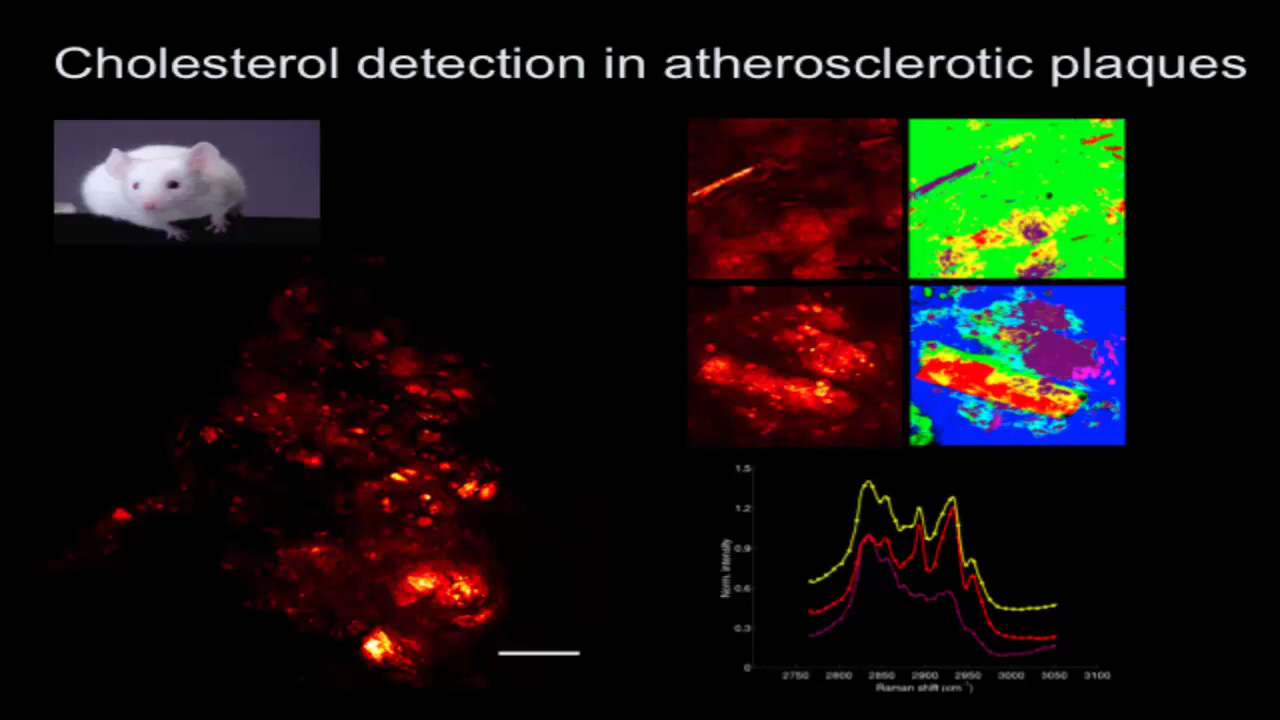 Cholesterol detection in atherosclerotic plaques
1.5
1.2
0.9
0.6
0.3
0
Norm. intensity
2750 2800 2850 2900 2950 3000 3050 3100
Raman shift (cm⁻¹)